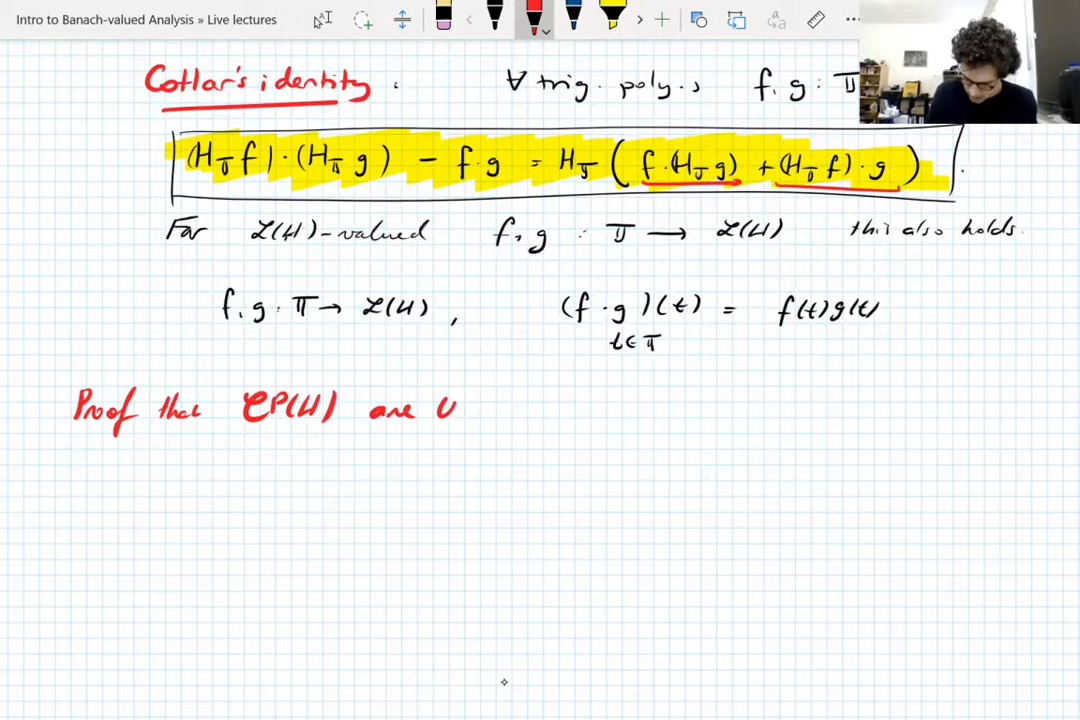 Intro to Banach-valued Analysis » Live lectures
Cotlar's identity : ∀ trig. poly.s f, g : 𝕋
(H_𝕋 f) · (H_𝕋 g) − f·g = H_𝕋 ( f·(H_𝕋 g) + (H_𝕋 f)·g ).
For ℒ(H)-valued f, g : 𝕋 → ℒ(H) this also holds.
f, g : 𝕋 → ℒ(H), (f·g)(t) = f(t)g(t)
t ∈ 𝕋
Proof that 𝒞P(H) are U